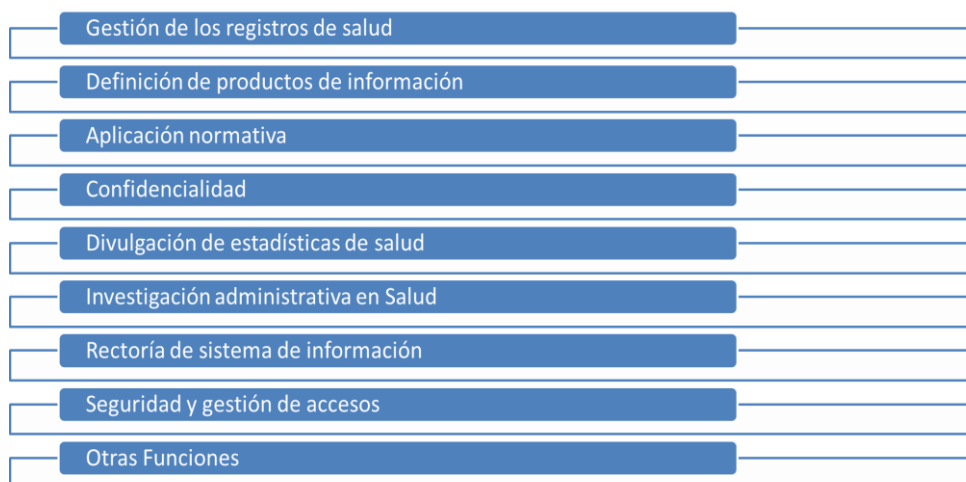 Gestión de los registros de salud
Definición de productos de información
Aplicación normativa
Confidencialidad
Divulgación de estadísticas de salud
Investigación administrativa en Salud
Rectoría de sistema de información
Seguridad y gestión de accesos
Otras Funciones